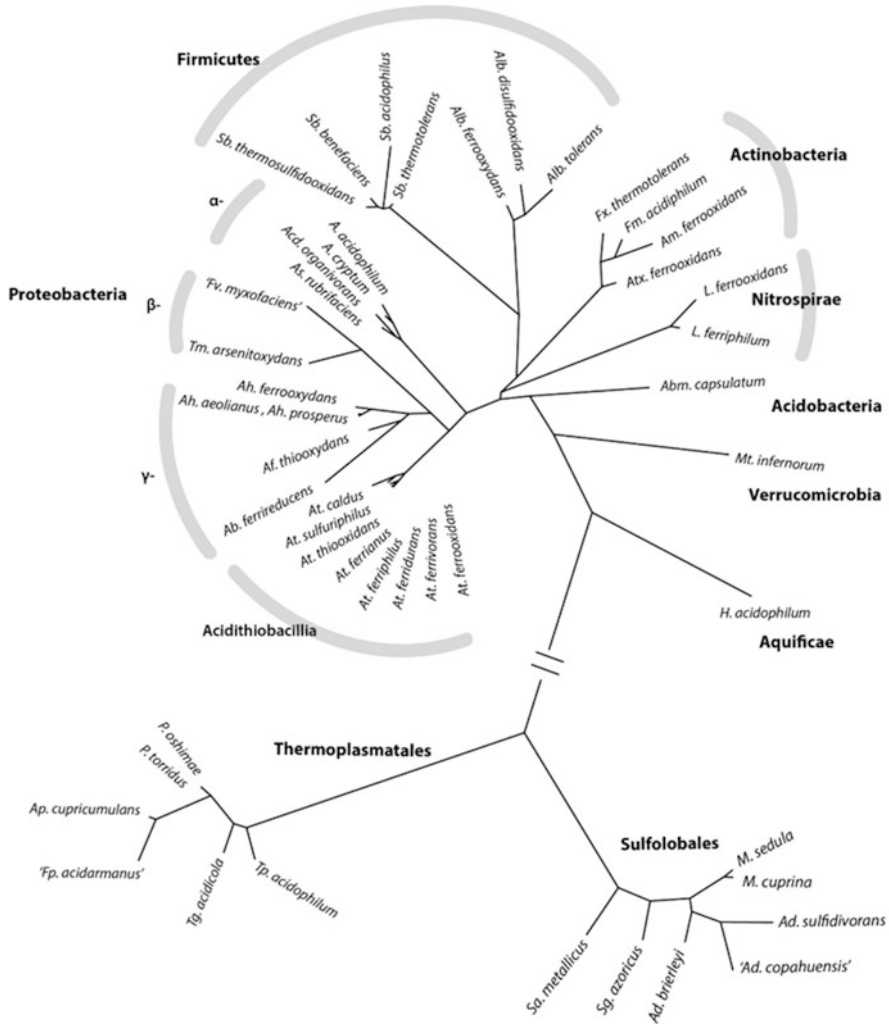 Firmicutes
Sb. thermosulfidooxidans
Sb. benefaciens
Sb. acidophilus
Sb. thermotolerans
Alb. ferrooxydans
Alb. disulfidooxidans
Alb. tolerans
Actinobacteria
Fx. thermotolerans
Fm. acidiphilum
Am. ferrooxidans
Atx. ferrooxidans
Nitrospirae
L. ferrooxidans
L. ferriphilum
Abm. capsulatum
Acidobacteria
Mt. infernorum
Verrucomicrobia
H. acidophilum
Aquificae
Proteobacteria
α-
A. acidophilum
A. cryptum
Acd. organivorans
As. rubrifaciens
β-
'Fv. myxofaciens'
Tm. arsenitoxydans
γ-
Ah. ferrooxydans
Ah. aeolianus , Ah. prosperus
Af. thiooxydans
Ab. ferrireducens
Acidithiobacillia
At. caldus
At. sulfuriphilus
At. thiooxidans
At. ferrianus
At. ferriphilus
At. ferridurans
At. ferrivorans
At. ferrooxidans
Thermoplasmatales
P. oshimae
P. torridus
Ap. cupricumulans
'Fp. acidarmanus'
Tg. acidicola
Tp. acidophilum
Sulfolobales
M. sedula
M. cuprina
Ad. sulfidivorans
'Ad. copahuensis'
Ad. brierleyi
Sg. azoricus
Sa. metallicus